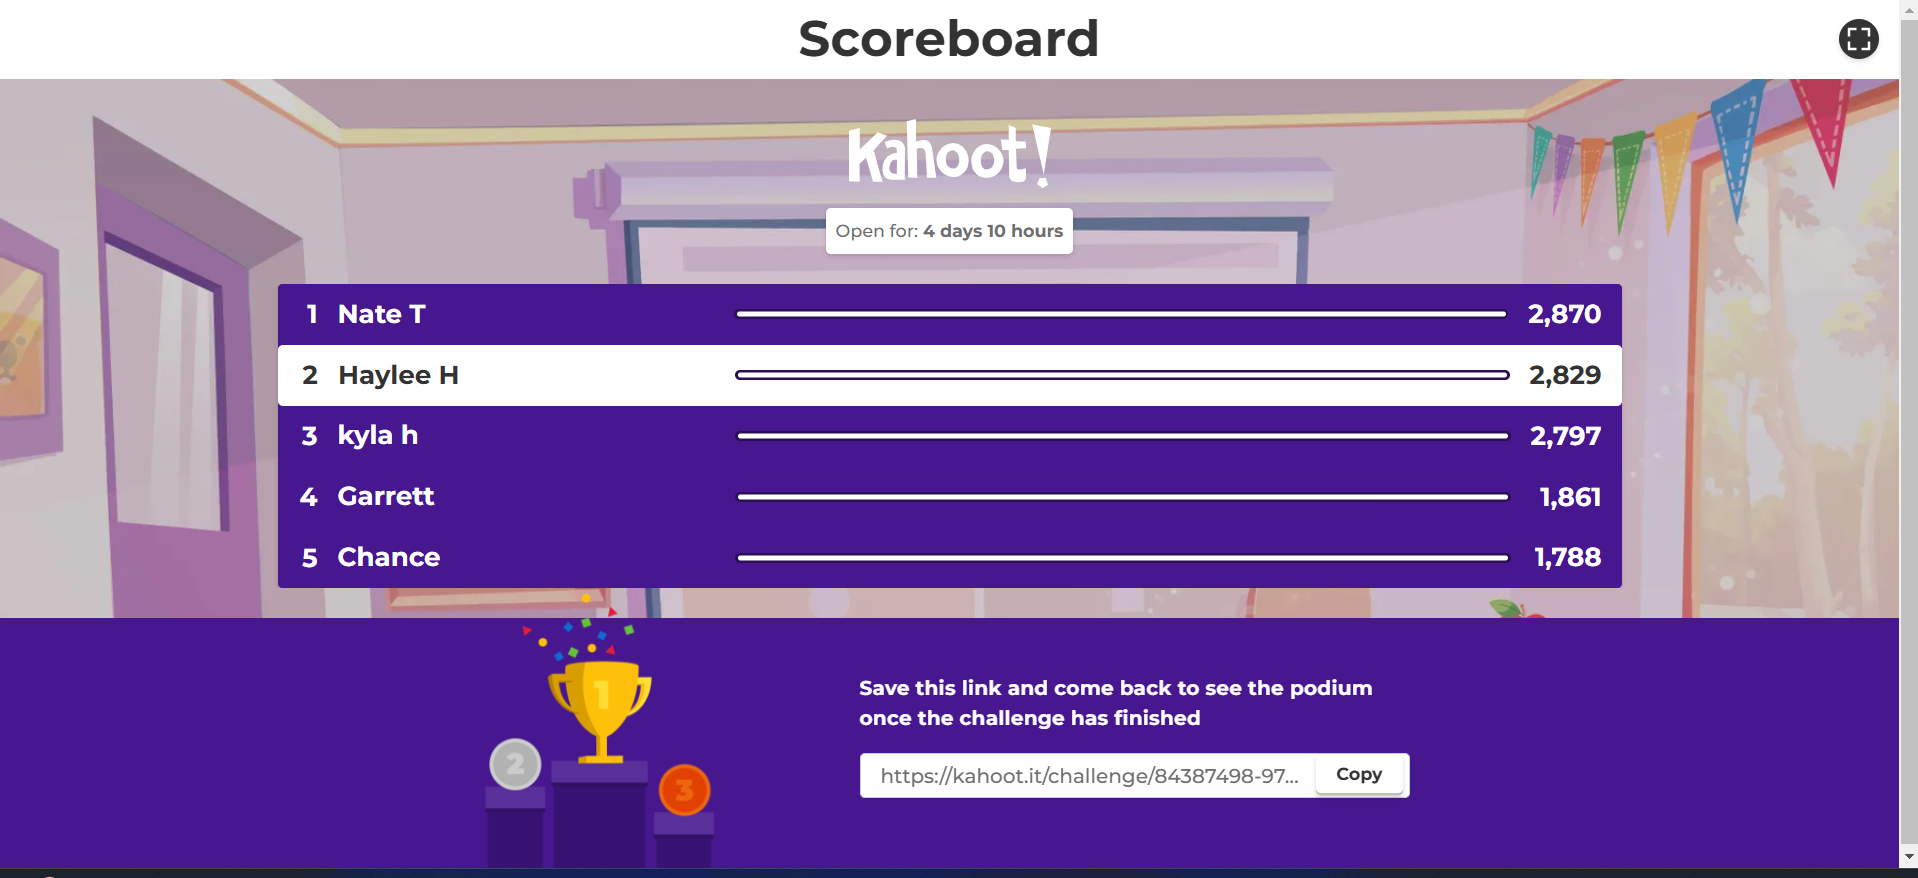 Scoreboard
Kahoot!
Open for: 4 days 10 hours
1 Nate T 2,870
2 Haylee H 2,829
3 kyla h 2,797
4 Garrett 1,861
5 Chance 1,788
1
2
3
Save this link and come back to see the podium
once the challenge has finished
https://kahoot.it/challenge/84387498-97... Copy